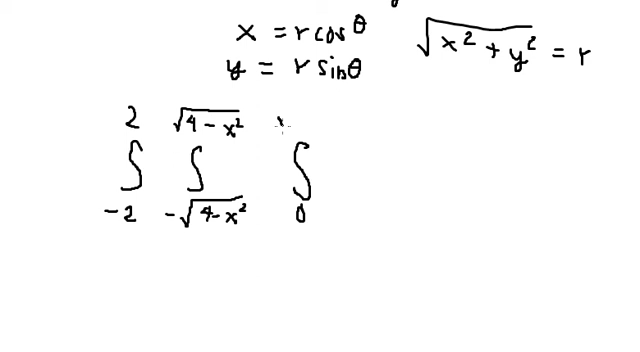 x = r cos θ
y = r sin θ
√(x² + y²) = r
2 √(4 - x²)
∫ ∫ ∫
-2 -√(4 - x²) 0